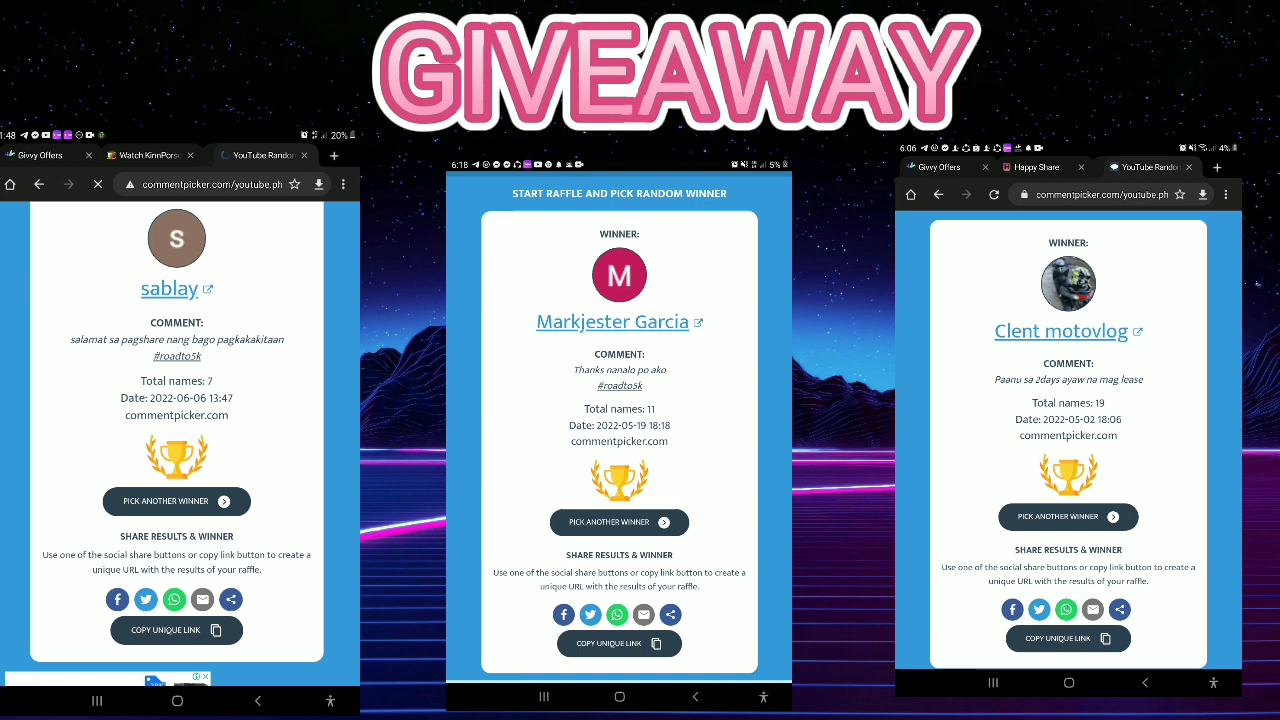 GIVEAWAY
1:48
20%
Givvy Offers
Watch KinnPorsc
YouTube Random
commentpicker.com/youtube.ph
S
sablay
COMMENT:
salamat sa pagshare nang bago pagkakakitaan
#roadto5k
Total names: 7
Date: 2022-06-06 13:47
commentpicker.com
PICK ANOTHER WINNER
SHARE RESULTS & WINNER
Use one of the social share buttons or copy link button to create a
unique URL with the results of your raffle.
COPY UNIQUE LINK
6:18
5%
START RAFFLE AND PICK RANDOM WINNER
WINNER:
M
Markjester Garcia
COMMENT:
Thanks nanalo po ako
#roadto5k
Total names: 11
Date: 2022-05-19 18:18
commentpicker.com
PICK ANOTHER WINNER
SHARE RESULTS & WINNER
Use one of the social share buttons or copy link button to create a
unique URL with the results of your raffle.
COPY UNIQUE LINK
6:06
4%
Givvy Offers
Happy Share
YouTube Random
commentpicker.com/youtube.ph
WINNER:
Clent motovlog
COMMENT:
Paanu sa 2days ayaw na mag lease
Total names: 19
Date: 2022-05-02 18:06
commentpicker.com
PICK ANOTHER WINNER
SHARE RESULTS & WINNER
Use one of the social share buttons or copy link button to create a
unique URL with the results of your raffle.
COPY UNIQUE LINK